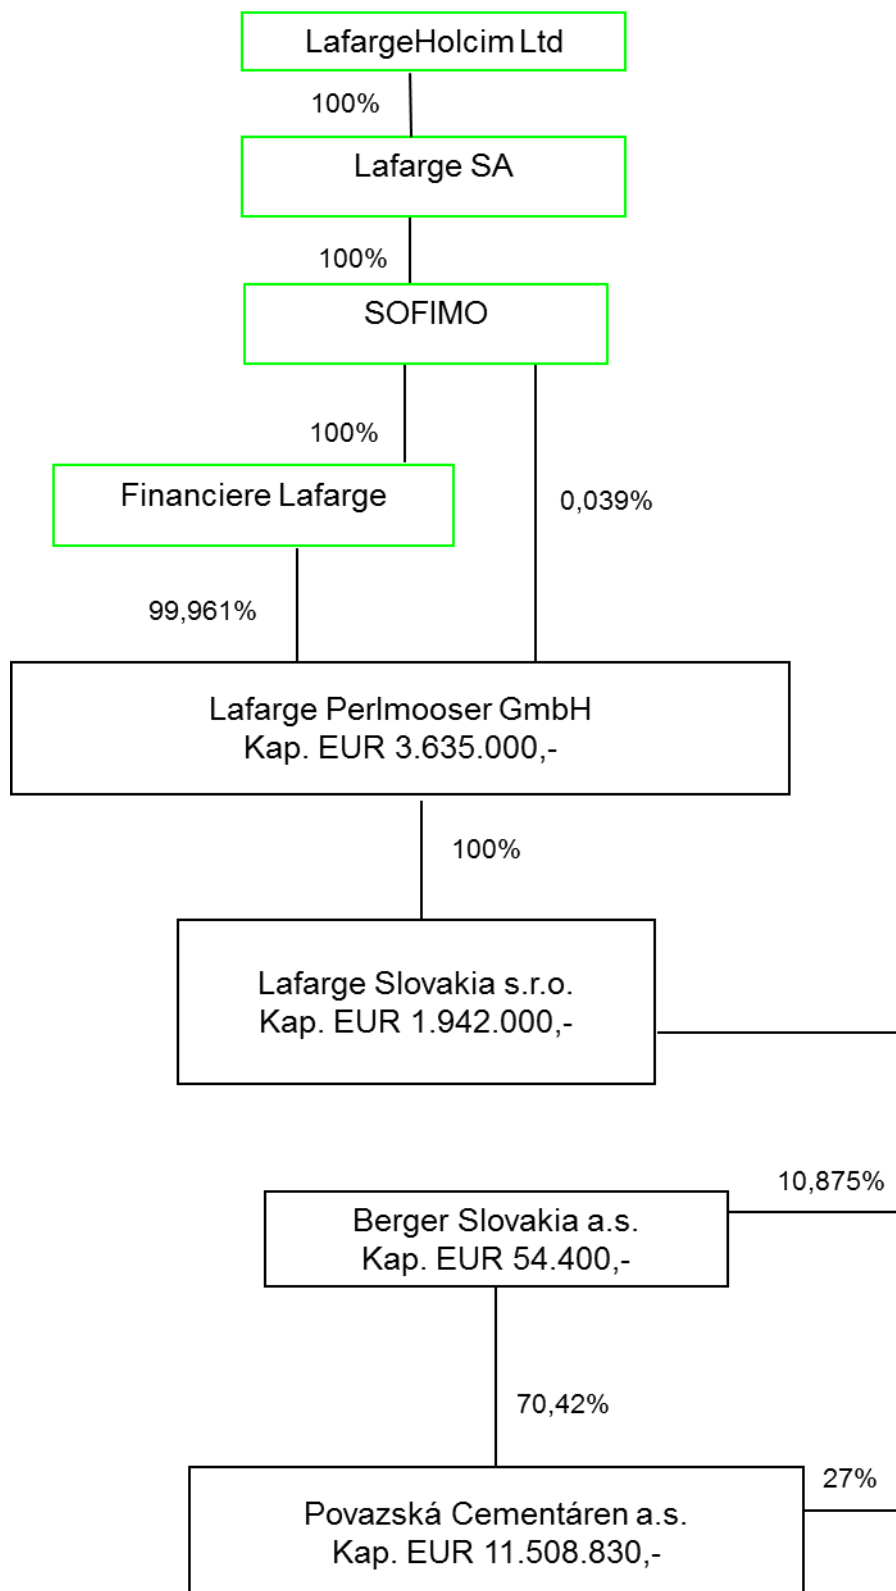 LafargeHolcim Ltd
100%
Lafarge SA
100%
SOFIMO
100%
Financiere Lafarge
0,039%
99,961%
Lafarge Perlmooser GmbH
Kap. EUR 3.635.000,-
100%
Lafarge Slovakia s.r.o.
Kap. EUR 1.942.000,-
10,875%
Berger Slovakia a.s.
Kap. EUR 54.400,-
70,42%
27%
Povazská Cementáren a.s.
Kap. EUR 11.508.830,-